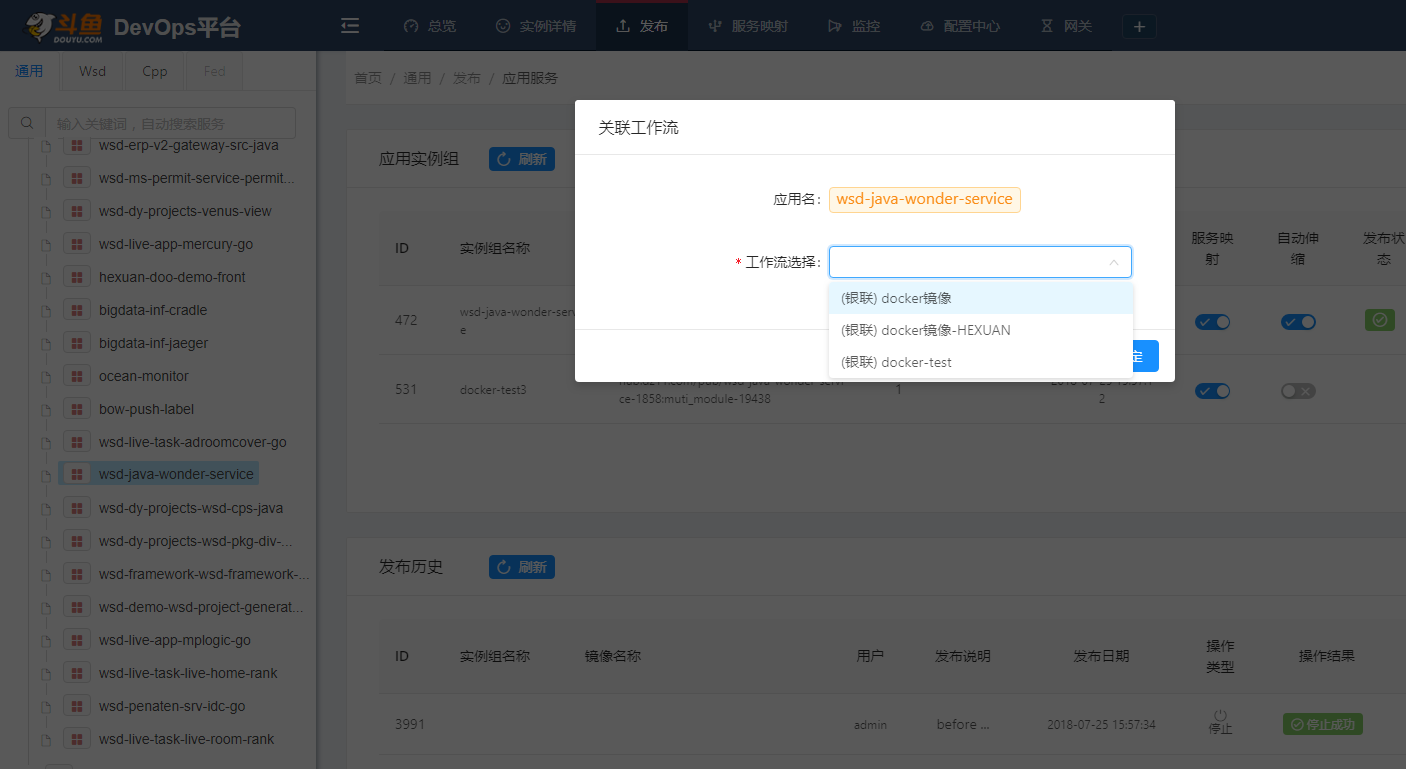 斗鱼
DOUYU.COM
DevOps平台
总览
实例详情
发布
服务映射
监控
配置中心
网关
通用
Wsd
Cpp
Fed
输入关键词，自动搜索服务
wsd-erp-v2-gateway-src-java
wsd-ms-permit-service-permit...
wsd-dy-projects-venus-view
wsd-live-app-mercury-go
hexuan-doo-demo-front
bigdata-inf-cradle
bigdata-inf-jaeger
ocean-monitor
bow-push-label
wsd-live-task-adroomcover-go
wsd-java-wonder-service
wsd-dy-projects-wsd-cps-java
wsd-dy-projects-wsd-pkg-div-...
wsd-framework-wsd-framework-...
wsd-demo-wsd-project-generat...
wsd-live-app-mplogic-go
wsd-live-task-live-home-rank
wsd-penaten-srv-idc-go
wsd-live-task-live-room-rank
首页 / 通用 / 发布 / 应用服务
应用实例组
刷新
ID
实例组名称
服务映
射
自动伸
缩
发布状
态
472
wsd-java-wonder-serv
e
531
docker-test3
ce-1858:muti_module-19438
1
2
关联工作流
应用名:
wsd-java-wonder-service
* 工作流选择:
(银联) docker镜像
(银联) docker镜像-HEXUAN
(银联) docker-test
定
发布历史
刷新
ID
实例组名称
镜像名称
用户
发布说明
发布日期
操作
类型
操作结果
3991
admin
before ...
2018-07-25 15:57:34
停止
停止成功